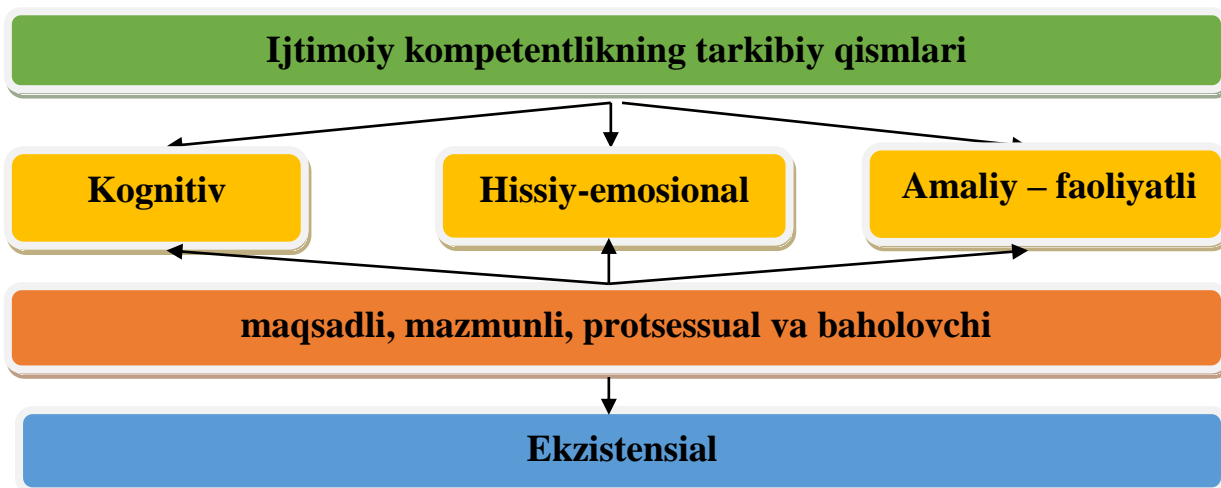 Ijtimoiy kompetentlikning tarkibiy qismlari
Kognitiv
Hissiy-emosional
Amaliy – faoliyatli
maqsadli, mazmunli, protsessual va baholovchi
Ekzistensial